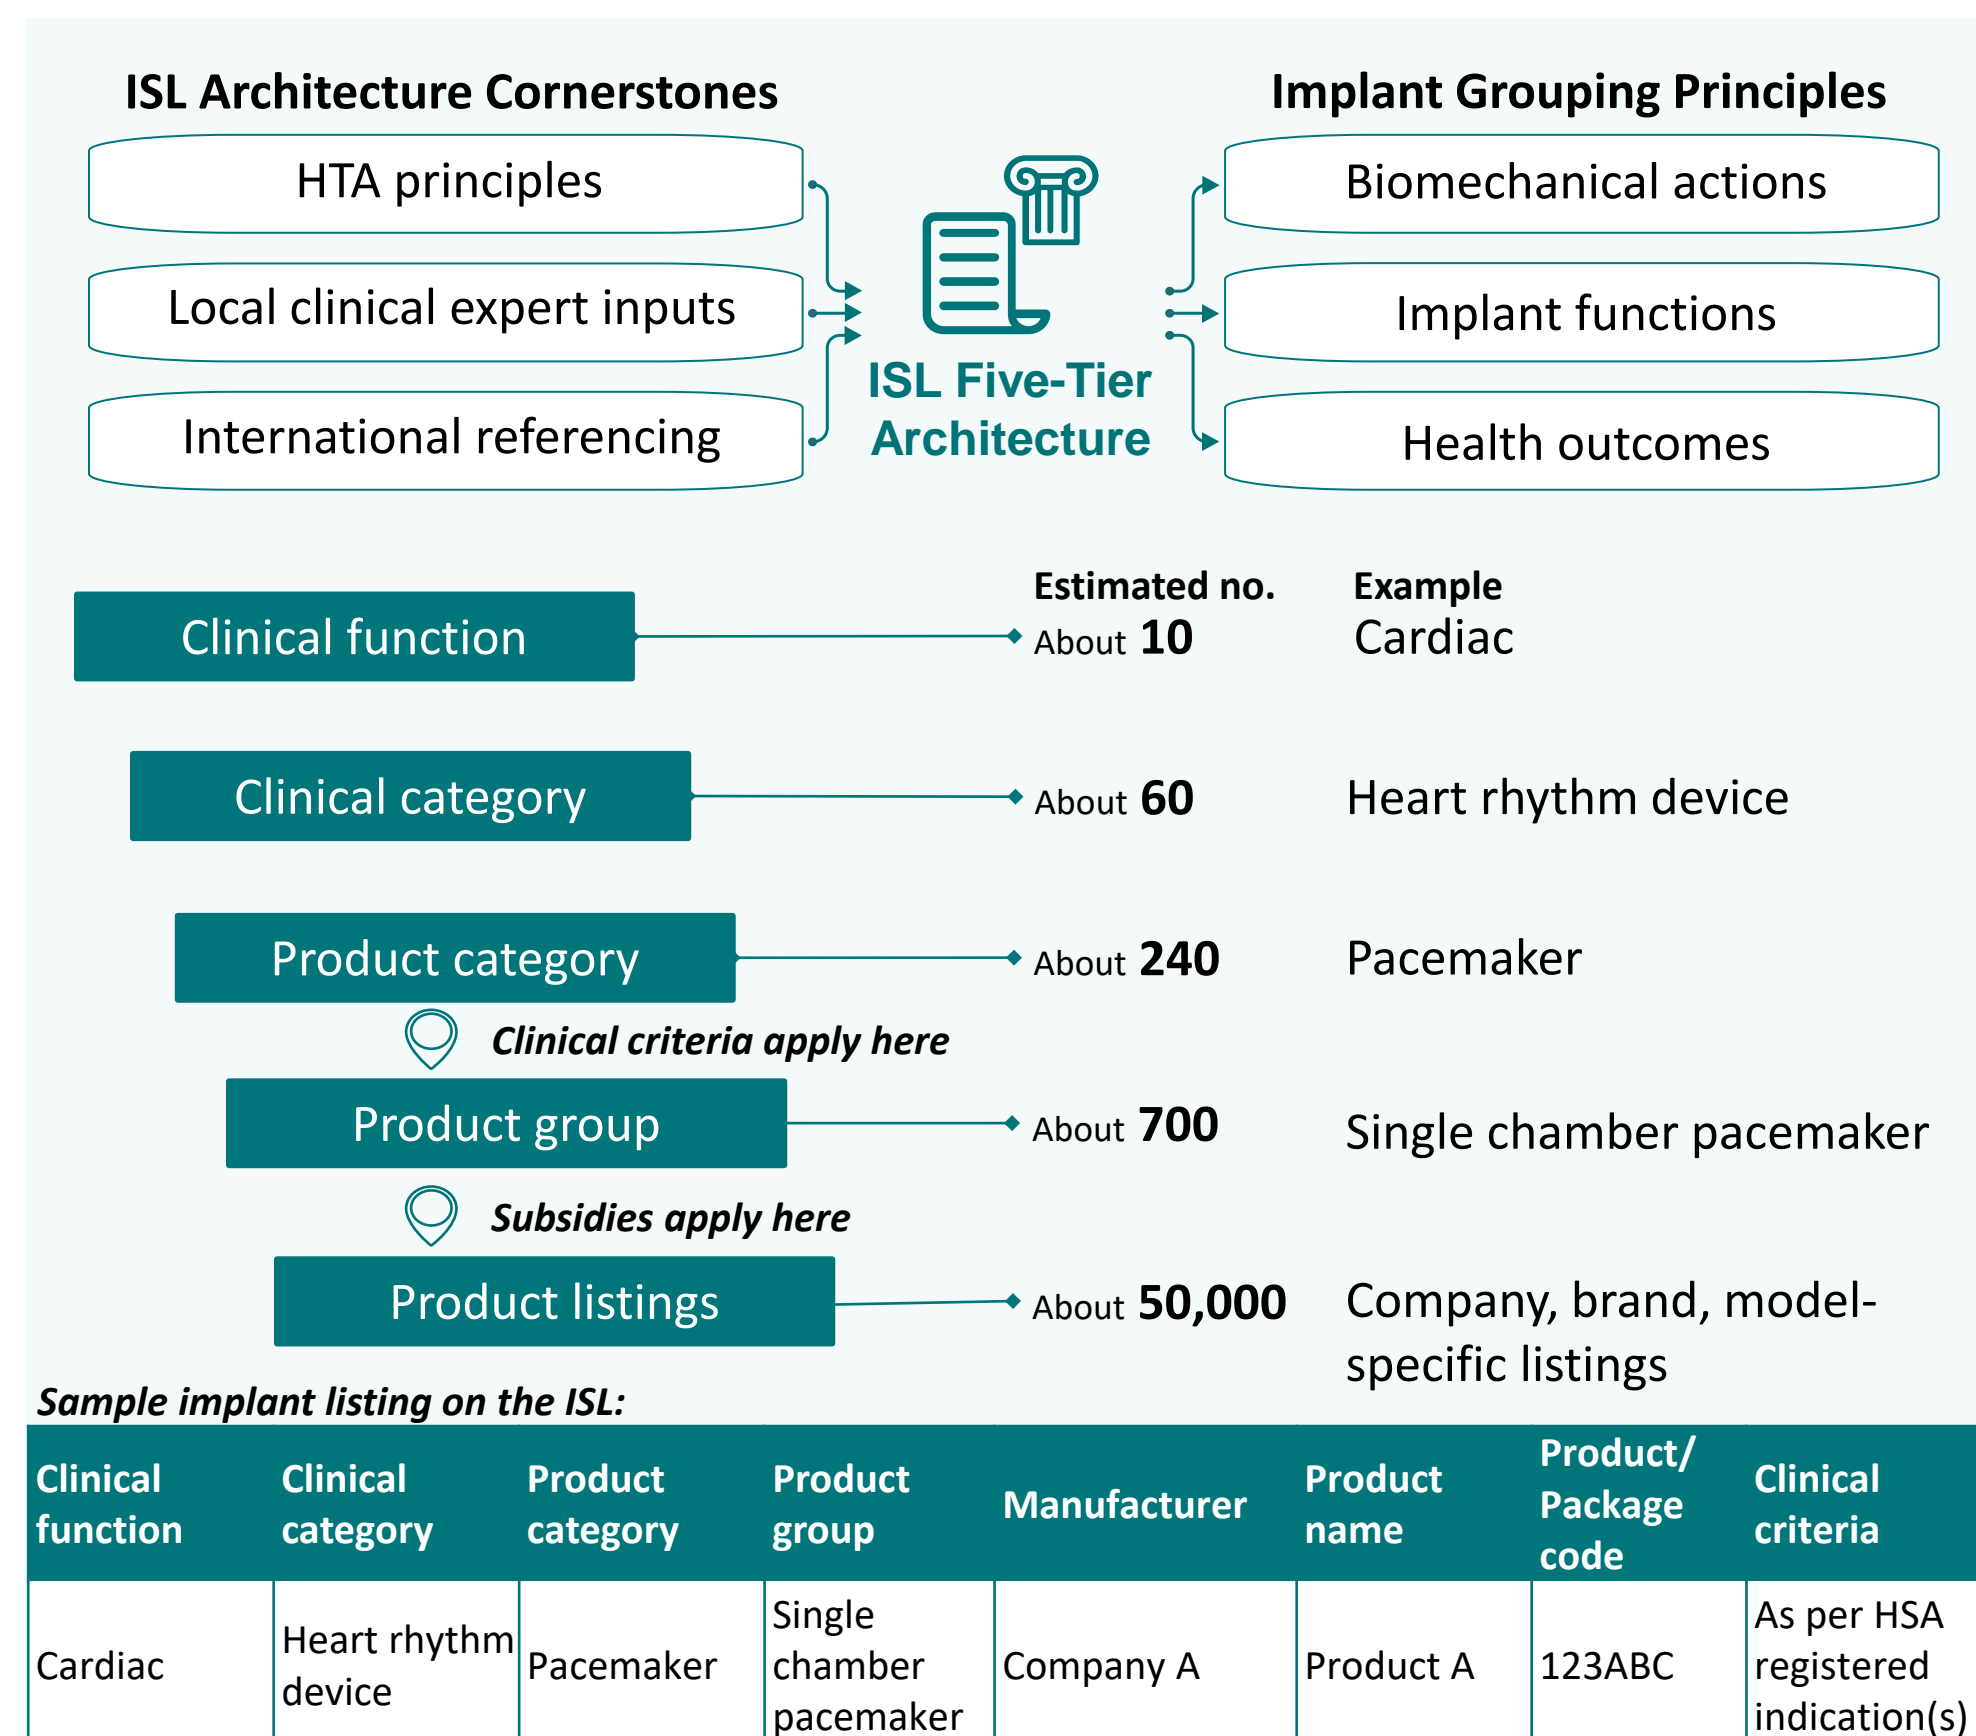 ISL Architecture Cornerstones
HTA principles
Local clinical expert inputs
International referencing
ISL Five-Tier
Architecture
Implant Grouping Principles
Biomechanical actions
Implant functions
Health outcomes
Estimated no. Example
Clinical function About 10 Cardiac
Clinical category About 60 Heart rhythm device
Product category About 240 Pacemaker
Clinical criteria apply here
Product group About 700 Single chamber pacemaker
Subsidies apply here
Product listings About 50,000 Company, brand, model-
specific listings
Sample implant listing on the ISL:
Clinical
function
Clinical
category
Product
category
Product
group
Manufacturer
Product
name
Product/
Package
code
Clinical
criteria
Cardiac
Heart rhythm
device
Pacemaker
Single
chamber
pacemaker
Company A
Product A
123ABC
As per HSA
registered
indication(s)